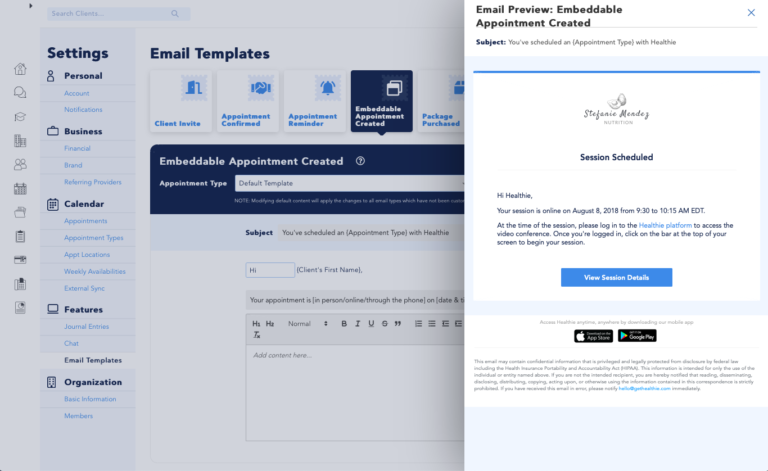 Search Clients...
Settings
Personal
Account
Notifications
Business
Financial
Brand
Referring Providers
Calendar
Appointments
Appointment Types
Appt Locations
Weekly Availabilities
External Sync
Features
Journal Entries
Chat
Email Templates
Organization
Basic Information
Members
Email Templates
Client Invite
Appointment
Confirmed
Appointment
Reminder
Embeddable
Appointment
Created
Package
Purchased
Embeddable Appointment Created
Appointment Type
Default Template
NOTE: Modifying default content will apply the changes to all email types which have not been
Subject
You've scheduled an {Appointment Type} with Healthie
Hi
{Client's First Name},
Your appointment is [in person/online/through the phone] on [date &
H1 H2 Normal B I U S
Add content here...
Email Preview: Embeddable
Appointment Created
Subject: You've scheduled an {Appointment Type} with Healthie
Stefanie Mendez
NUTRITION
Session Scheduled
Hi Healthie,
Your session is online on August 8, 2018 from 9:30 to 10:15 AM EDT.
At the time of the session, please log in to the Healthie platform to access the
video conference. Once you're logged in, click on the bar at the top of your
screen to begin your session.
View Session Details
Access Healthie anytime, anywhere by downloading our mobile app
Download on the
App Store
GET IT ON
Google Play
This email may contain confidential information that is privileged and legally protected from disclosure by federal law
including the Health Insurance Portability and Accountability Act (HIPAA). This information is intended for only the use of the
individual or entity named above. If you are not the intended recipient, you are hereby notified that reading, disseminating,
disclosing, distributing, copying, acting upon, or otherwise using the information contained in this correspondence is strictly
prohibited. If you have received this email in error, please notify hello@gethealthie.com immediately.